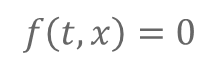 f(t, x) = 0